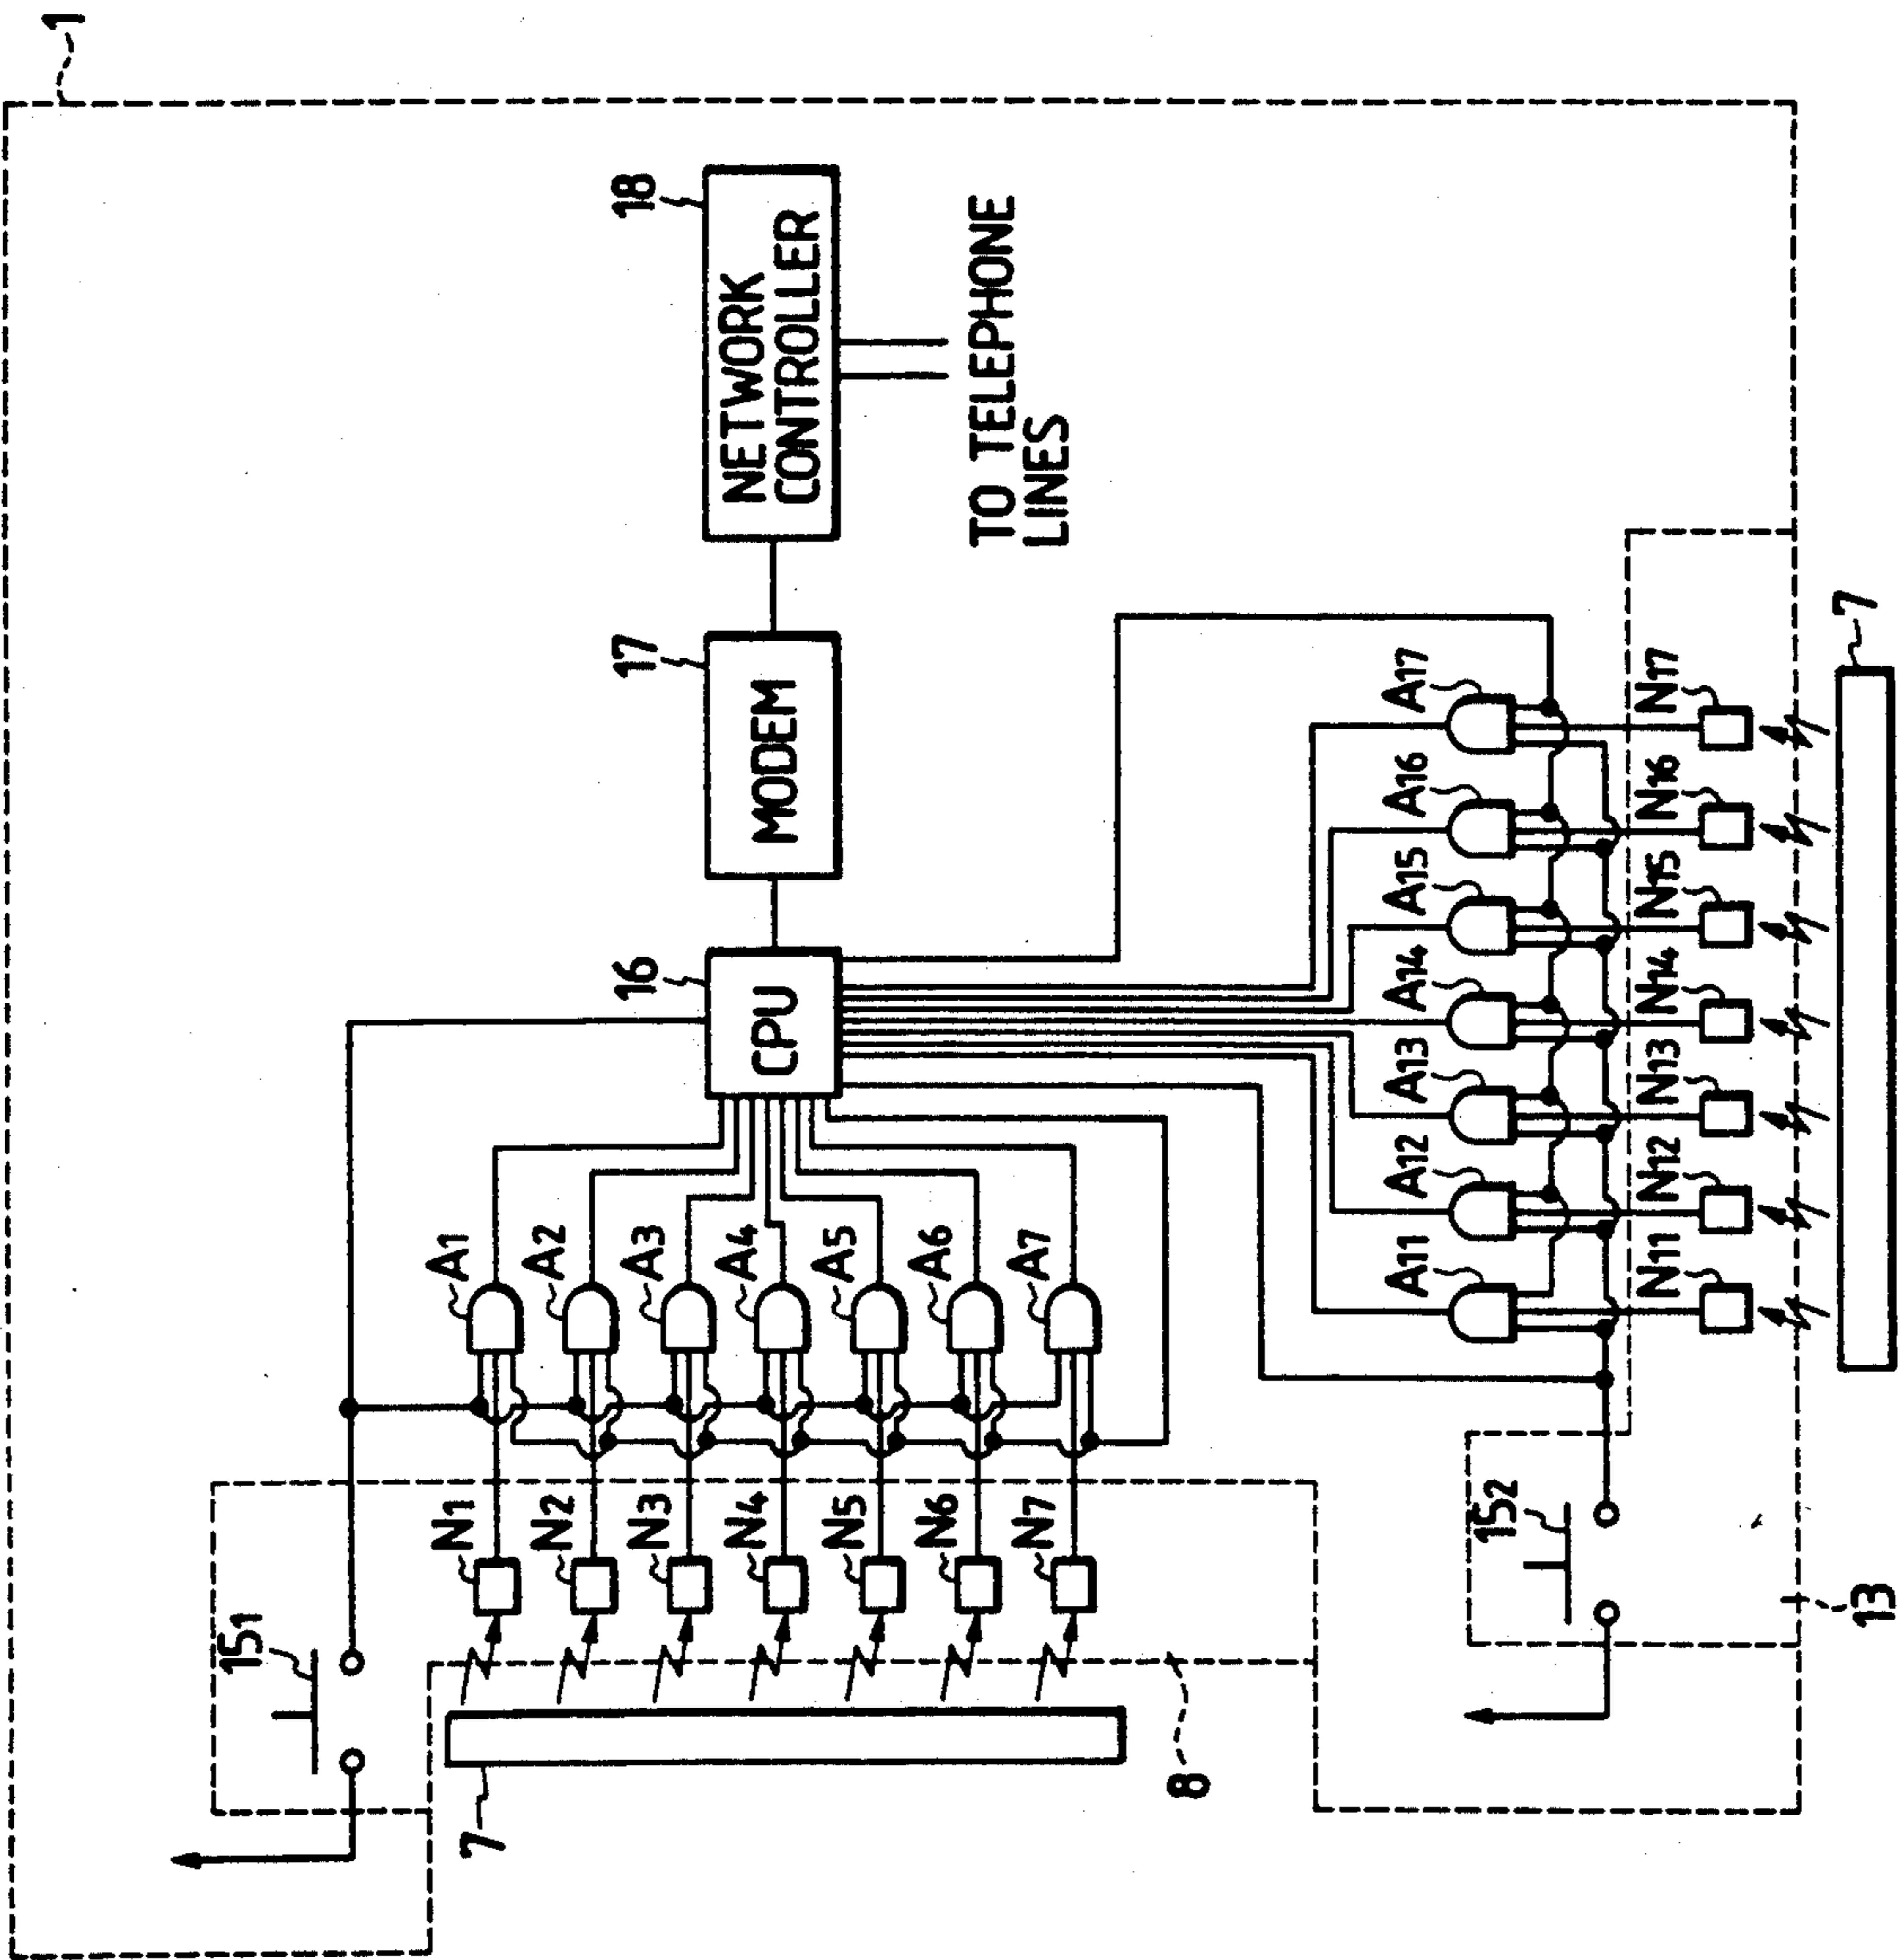 1
18
NETWORK
CONTROLLER
TO TELEPHONE
LINES
17
MODEM
16
CPU
A1
A2
A3
A4
A5
A6
A7
N1
N2
N3
N4
N5
N6
N7
151
7
8
A11
A12
A13
A14
A15
A16
A17
N11
N12
N13
N14
N15
N16
N17
152
13
7